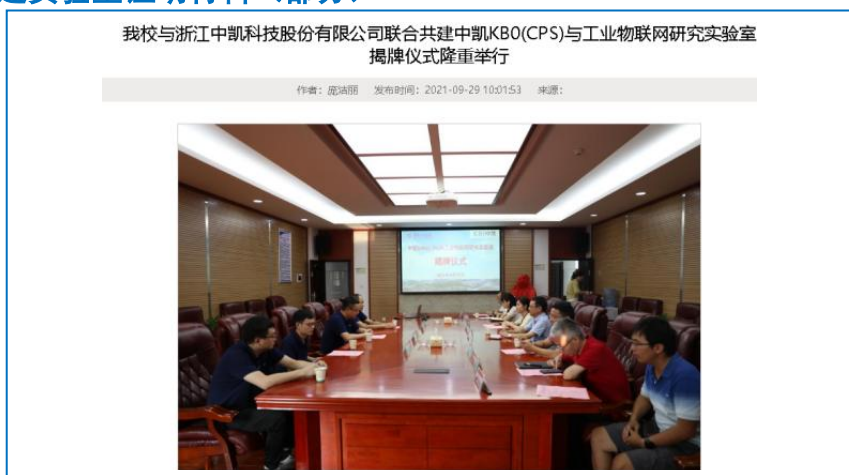 我校与浙江中凯科技股份有限公司联合共建中凯KB0(CPS)与工业物联网研究实验室
揭牌仪式隆重举行
作者：庞洁丽 发布时间：2021-09-29 10:01:53 来源：
揭牌仪式